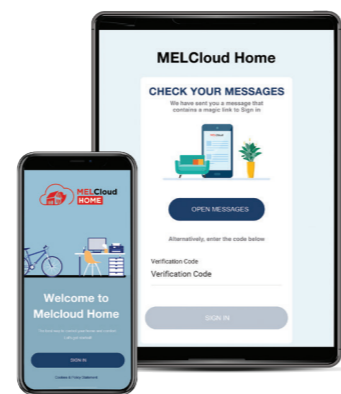 MELCloud Home
CHECK YOUR MESSAGES
We have sent you a message that
contains a magic link to Sign in
OPEN MESSAGES
Alternatively, enter the code below
Verification Code
Verification Code
SIGN IN
MELCloud
HOME
Welcome to
Melcloud Home
SIGN IN